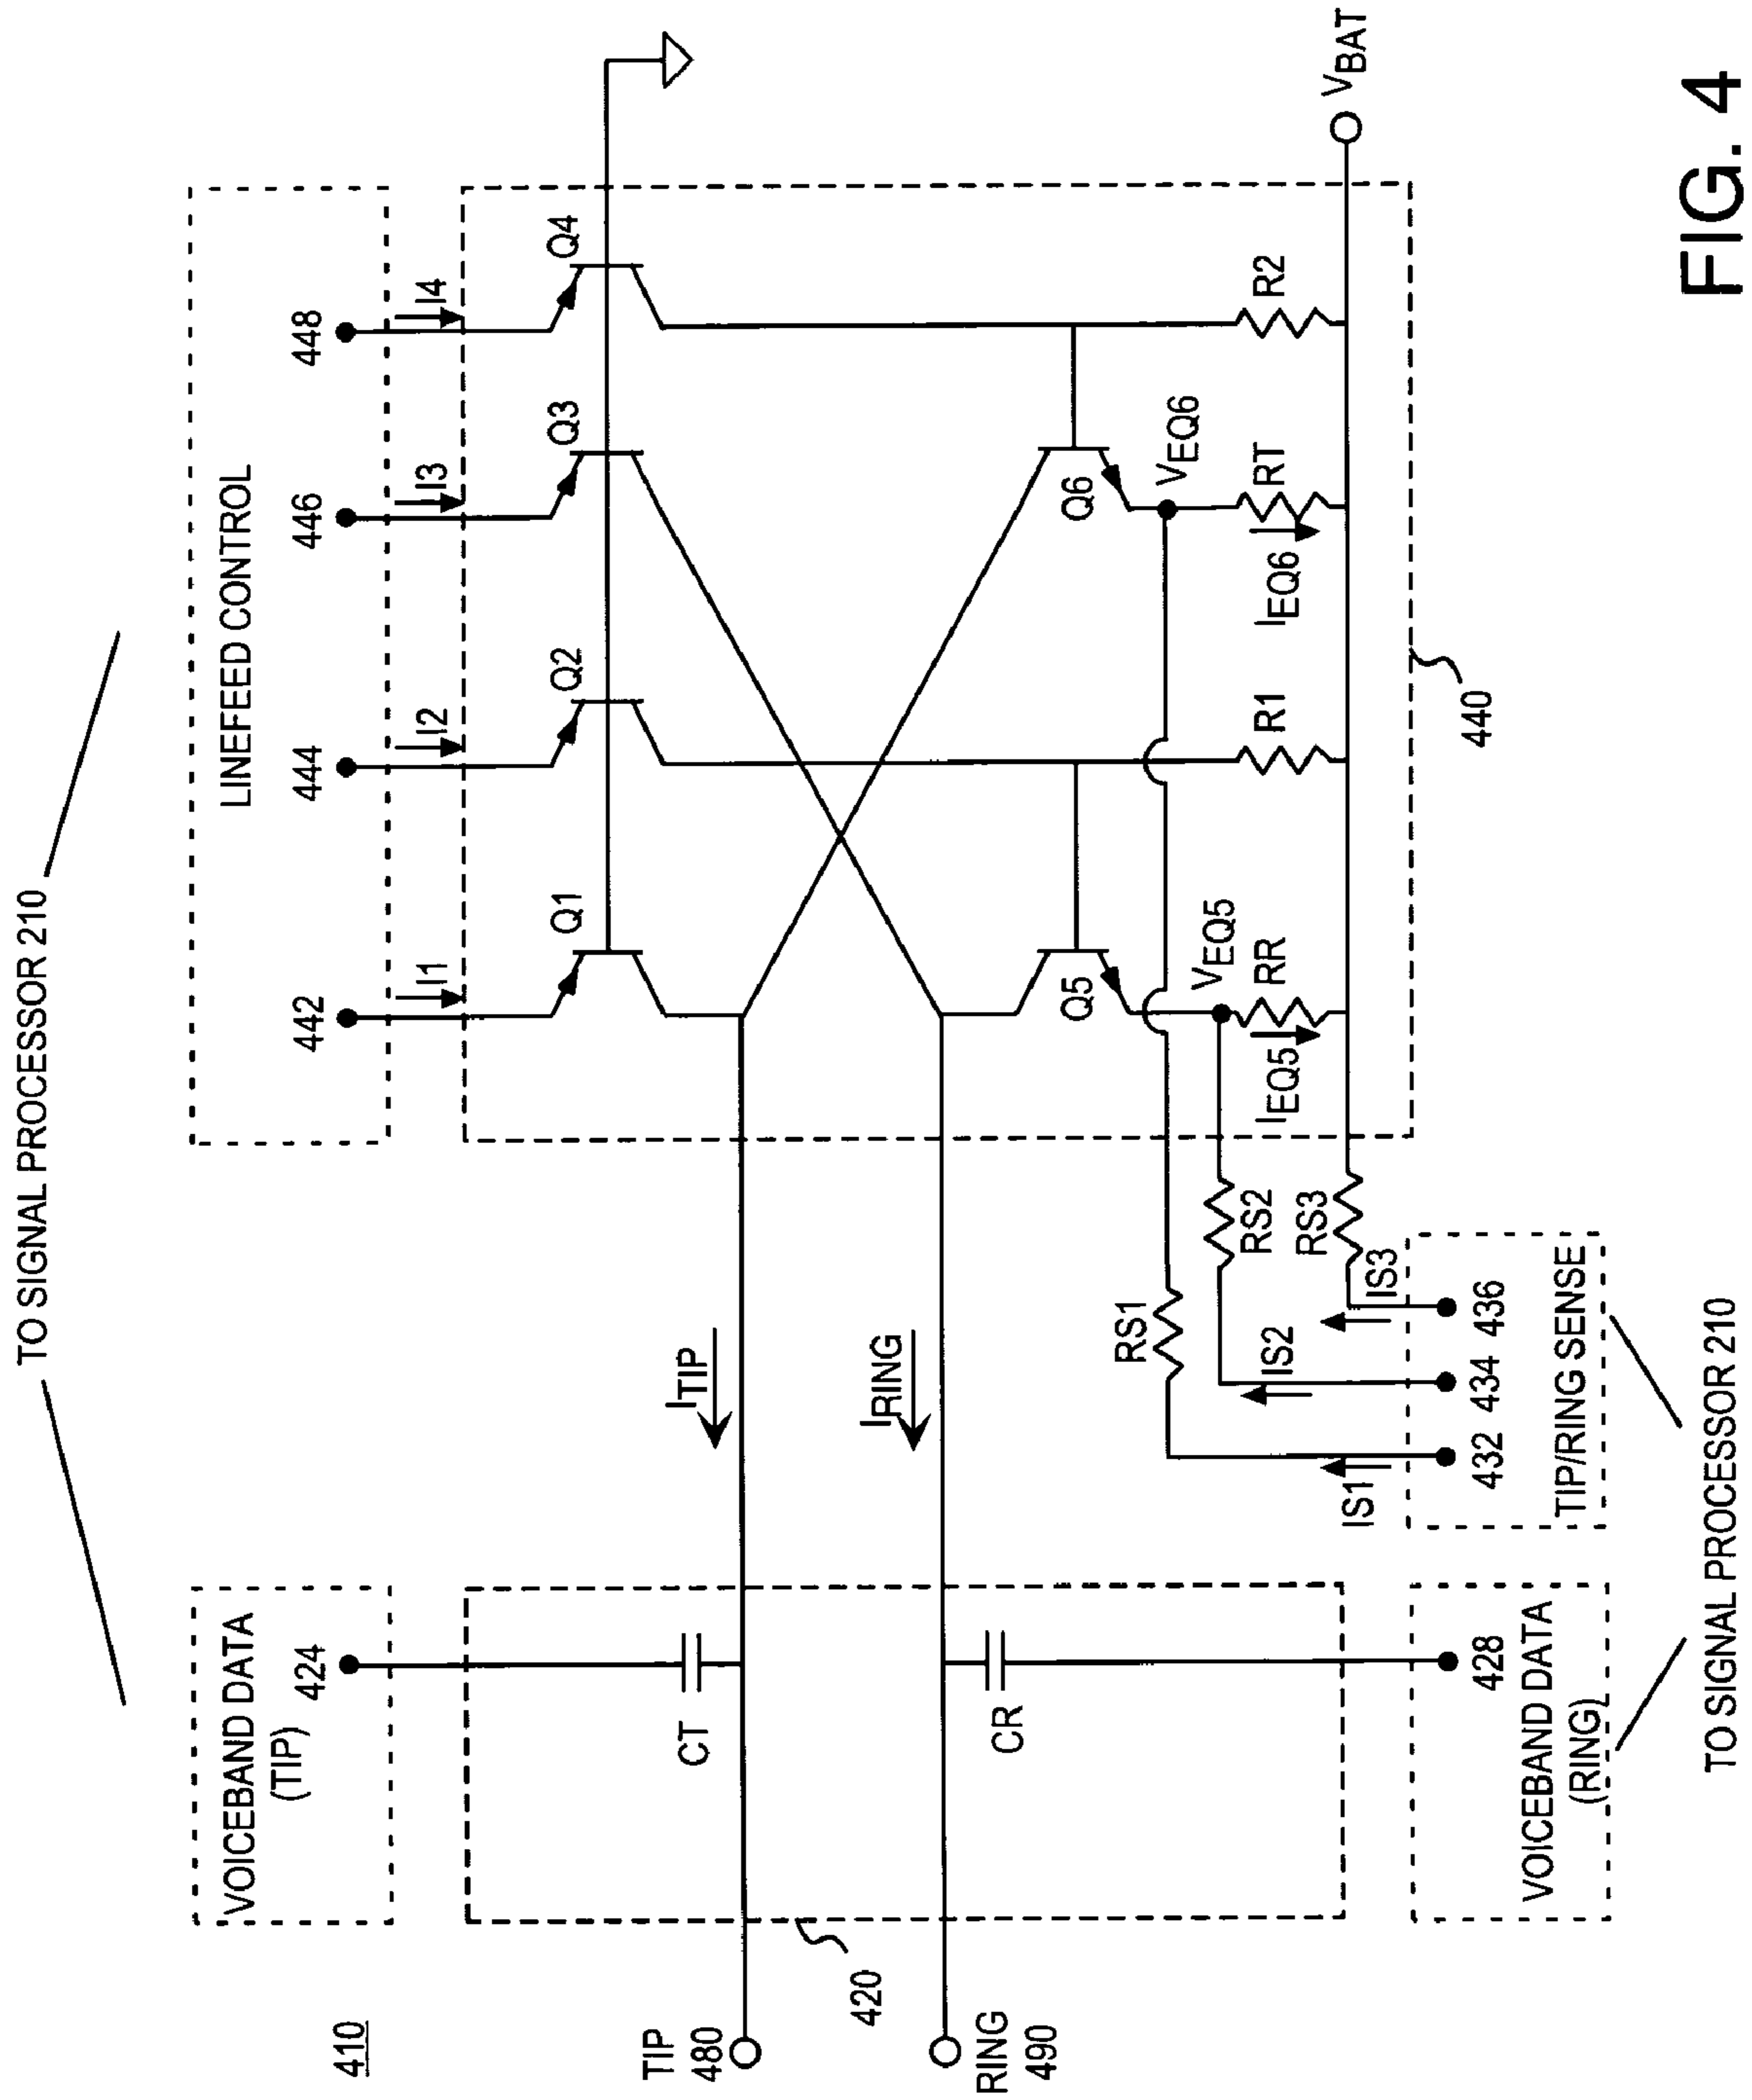 TO SIGNAL PROCESSOR 210
LINEFEED CONTROL
442
444
446
448
I1
I2
I3
I4
Q1
Q2
Q3
Q4
VOICEBAND DATA
(TIP)
424
410
CT
TIP
480
ITIP
420
RING
490
IRING
CR
Q5
Q6
VEQ5
VEQ6
RR
R1
RT
R2
IEQ5
IEQ6
VBAT
440
RS1
RS2
RS3
IS1
IS2
IS3
432
434
436
TIP/RING SENSE
428
VOICEBAND DATA
(RING)
TO SIGNAL PROCESSOR 210
FIG. 4